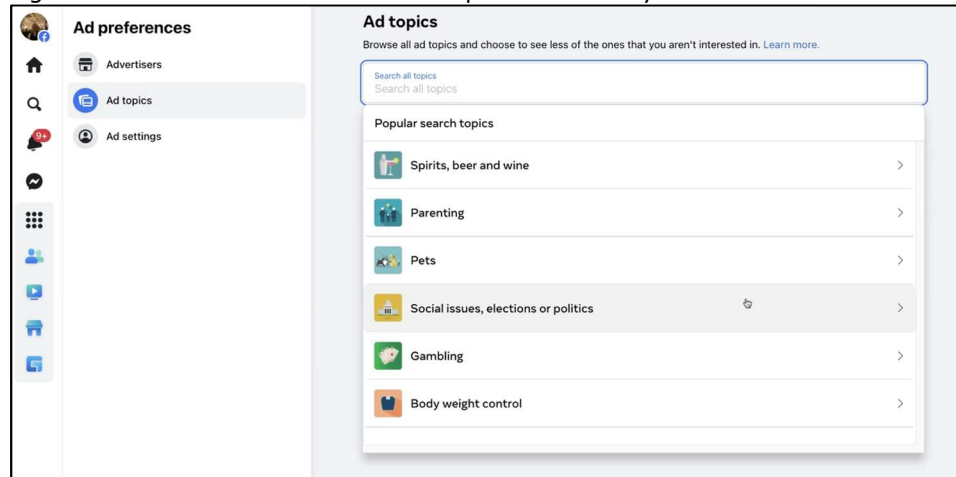 Ad preferences
Advertisers
Ad topics
Ad settings
9+
Ad topics
Browse all ad topics and choose to see less of the ones that you aren't interested in. Learn more.
Search all topics
Search all topics
Popular search topics
Spirits, beer and wine
Parenting
Pets
Social issues, elections or politics
Gambling
Body weight control